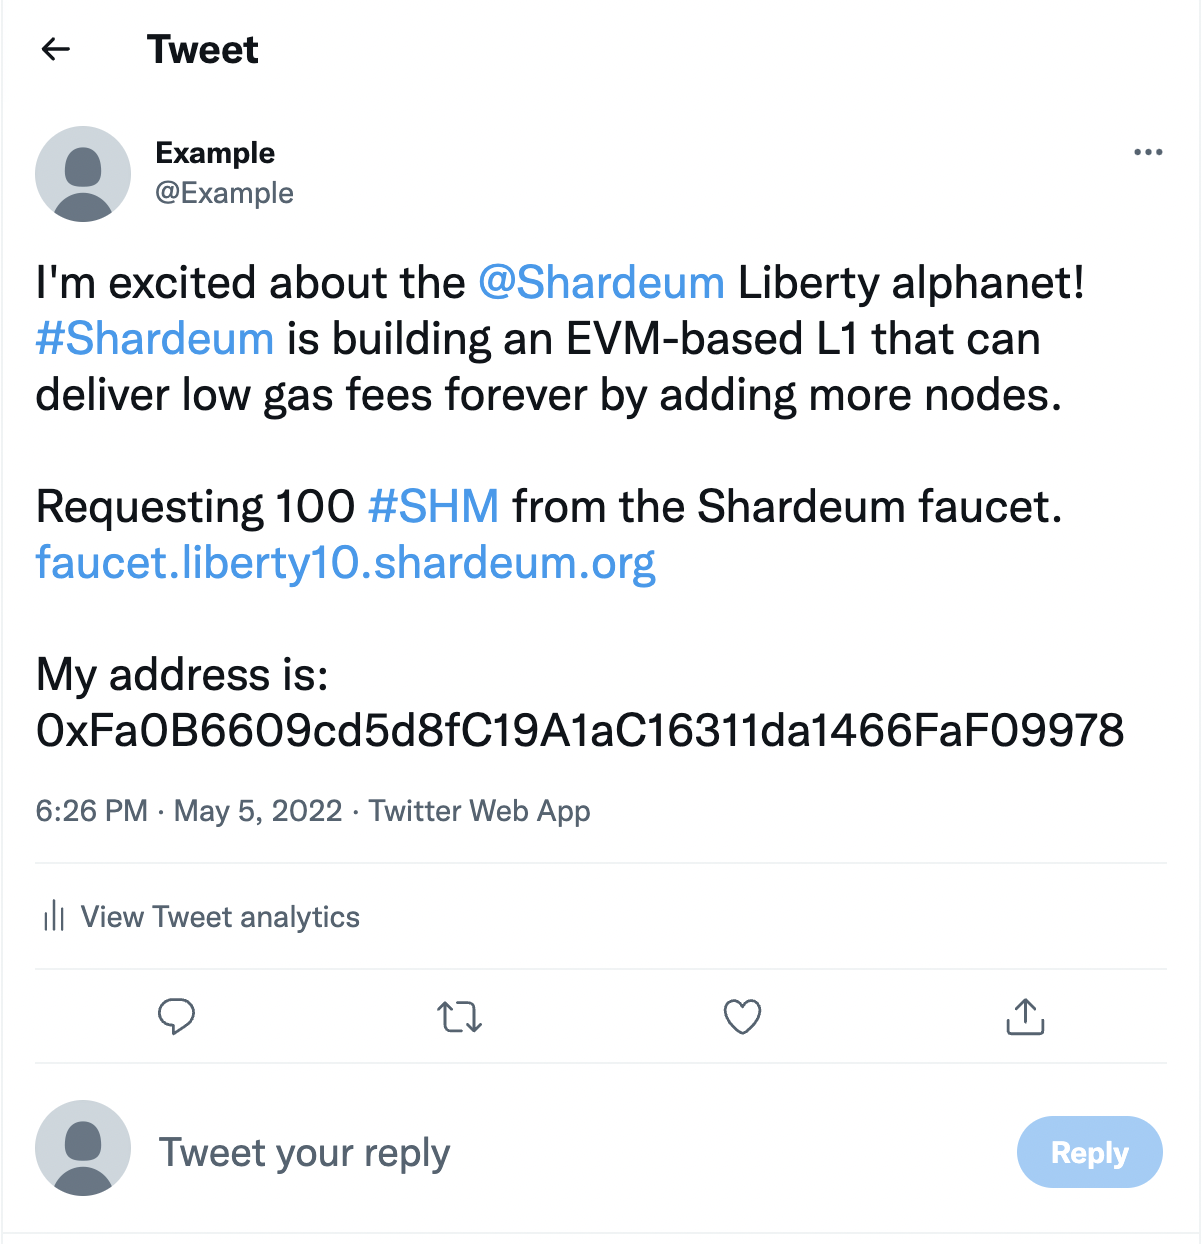 Tweet
Example
@Example
I'm excited about the @Shardeum Liberty alphanet!
#Shardeum is building an EVM-based L1 that can
deliver low gas fees forever by adding more nodes.
Requesting 100 #SHM from the Shardeum faucet.
faucet.liberty10.shardeum.org
My address is:
0xFa0B6609cd5d8fC19A1aC16311da1466FaF09978
6:26 PM · May 5, 2022 · Twitter Web App
View Tweet analytics
Tweet your reply
Reply